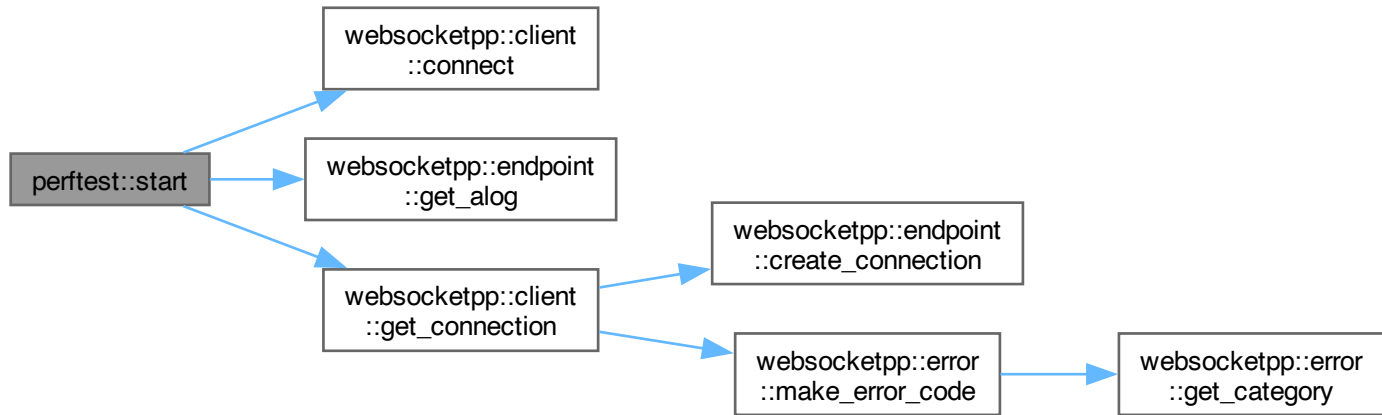 websocketpp::client
::connect
perftest::start
websocketpp::endpoint
::get_alog
websocketpp::client
::get_connection
websocketpp::endpoint
::create_connection
websocketpp::error
::make_error_code
websocketpp::error
::get_category